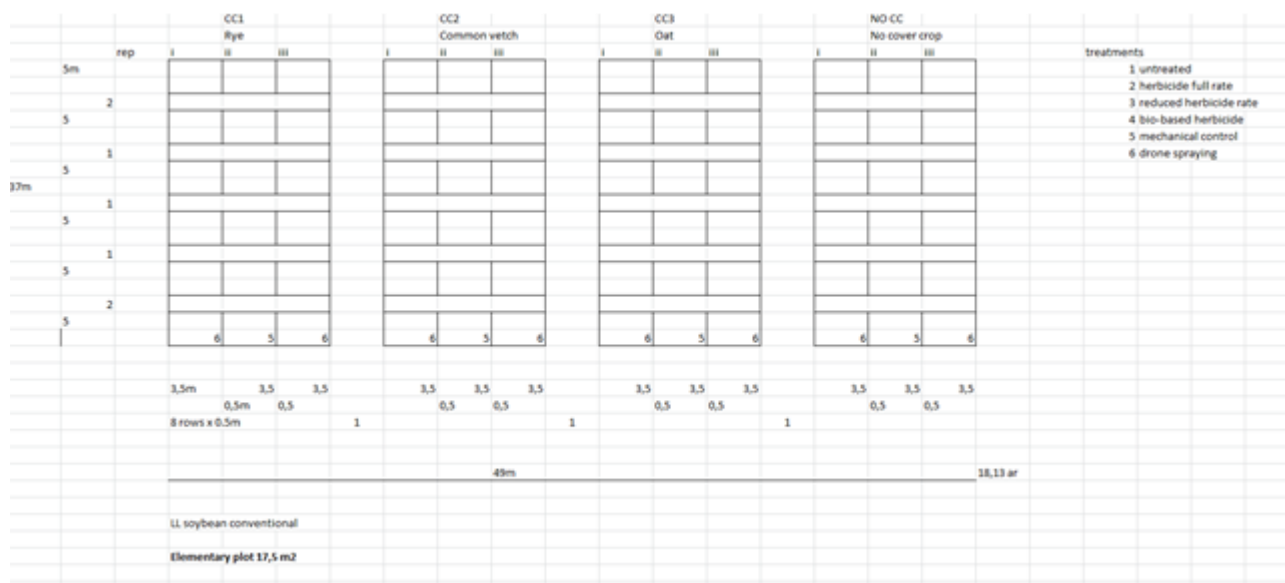 CC1 CC2 CC3 NO CC
Rye Common vetch Oat No cover crop
rep i ii iii i ii iii i ii iii i ii iii treatments
5m 1 untreated
2 herbicide full rate
2 3 reduced herbicide rate
5 4 bio-based herbicide
5 mechanical control
1 6 drone spraying
5
37m
1
5
1
5
2
5
6 5 6 6 5 6 6 5 6 6 5 6
3,5m 3,5 3,5 3,5 3,5 3,5 3,5 3,5 3,5 3,5 3,5 3,5
0,5m 0,5 0,5 0,5 0,5 0,5 0,5 0,5
8 rows x 0.5m 1 1 1
49m 18,13 ar
LL soybean conventional
Elementary plot 17,5 m2